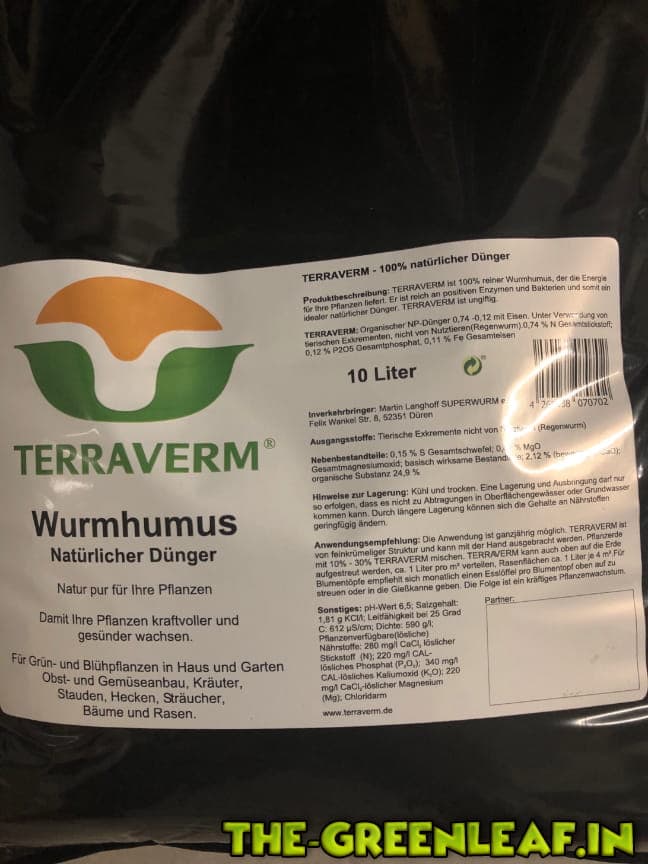 TERRAVERM®
Wurmhumus
Natürlicher Dünger
Natur pur für Ihre Pflanzen
Damit Ihre Pflanzen kraftvoller und
gesünder wachsen.
Für Grün- und Blühpflanzen in Haus und Garten
Obst- und Gemüseanbau, Kräuter,
Stauden, Hecken, Sträucher,
Bäume und Rasen.
TERRAVERM - 100% natürlicher Dünger
Produktbeschreibung: TERRAVERM ist 100% reiner Wurmhumus, der die Energie
für Ihre Pflanzen liefert. Er ist reich an positiven Enzymen und Bakterien und somit ein
idealer natürlicher Dünger. TERRAVERM ist ungiftig.
TERRAVERM: Organischer NP-Dünger 0,74 -0,12 mit Eisen. Unter Verwendung von
tierischen Exkrementen, nicht von Nutztieren(Regenwurm).0,74 % N Gesamtstickstoff;
0,12 % P2O5 Gesamtphosphat, 0,11 % Fe Gesamteisen
10 Liter
070702
Inverkehrbringer: Martin Langhoff SUPERWURM
Felix Wankel Str. 8, 52351 Düren
Ausgangsstoffe: Tierische Exkremente nicht von (Regenwurm)
Nebenbestandteile: 0,15 % S Gesamtschwefel; % MgO
Gesamtmagnesiumoxid; basisch wirksame 2,12 %
organische Substanz 24,9 %
Hinweise zur Lagerung: Kühl und trocken. Eine Lagerung und Ausbingung darf nur
so erfolgen, dass es nicht zu Abtragungen in Oberflächengewässer oder Grundwasser
kommen kann. Durch längere Lagerung können sich die Gehalte an Nährstoffen
geringfügig ändern.
Anwendungsempfehlung: Die Anwendung ist ganzjährig möglich. TERRAVERM ist
von feinkrümeliger Struktur und kann mit der Hand ausgebracht werden. Pflanzerde
mit 10% - 30% TERRAVERM mischen. TERRAVERM kann auch oben auf die Erde
aufgestreut werden, ca. 1 Liter pro m² verteilen, Rasenflächen ca. 1 Liter je 4 m².Für
Blumentöpfe empfiehlt sich monatlich einen Esslöffel pro Blumentopf oben auf zu
streuen oder in die Gießkanne geben. Die Folge ist ein kräftiges Pflanzenwachstum.
Sonstiges: pH-Wert 6,5; Salzgehalt:
1,81 g KCl/l; Leitfähigkeit bei 25 Grad
C: 612 µS/cm; Dichte: 590 g/l;
Pflanzenverfügbare(lösliche)
Nährstoffe: 280 mg/l CaCl₂ löslicher
Stickstoff (N); 220 mg/l CAL-
lösliches Phosphat (P₂O₅); 340 mg/l
CAL-lösliches Kaliumoxid (K₂O); 220
mg/l CaCl₂-löslicher Magnesium
(Mg); Chloridarm
www.terraverm.de
Partner:
THE-GREENLEAF.IN